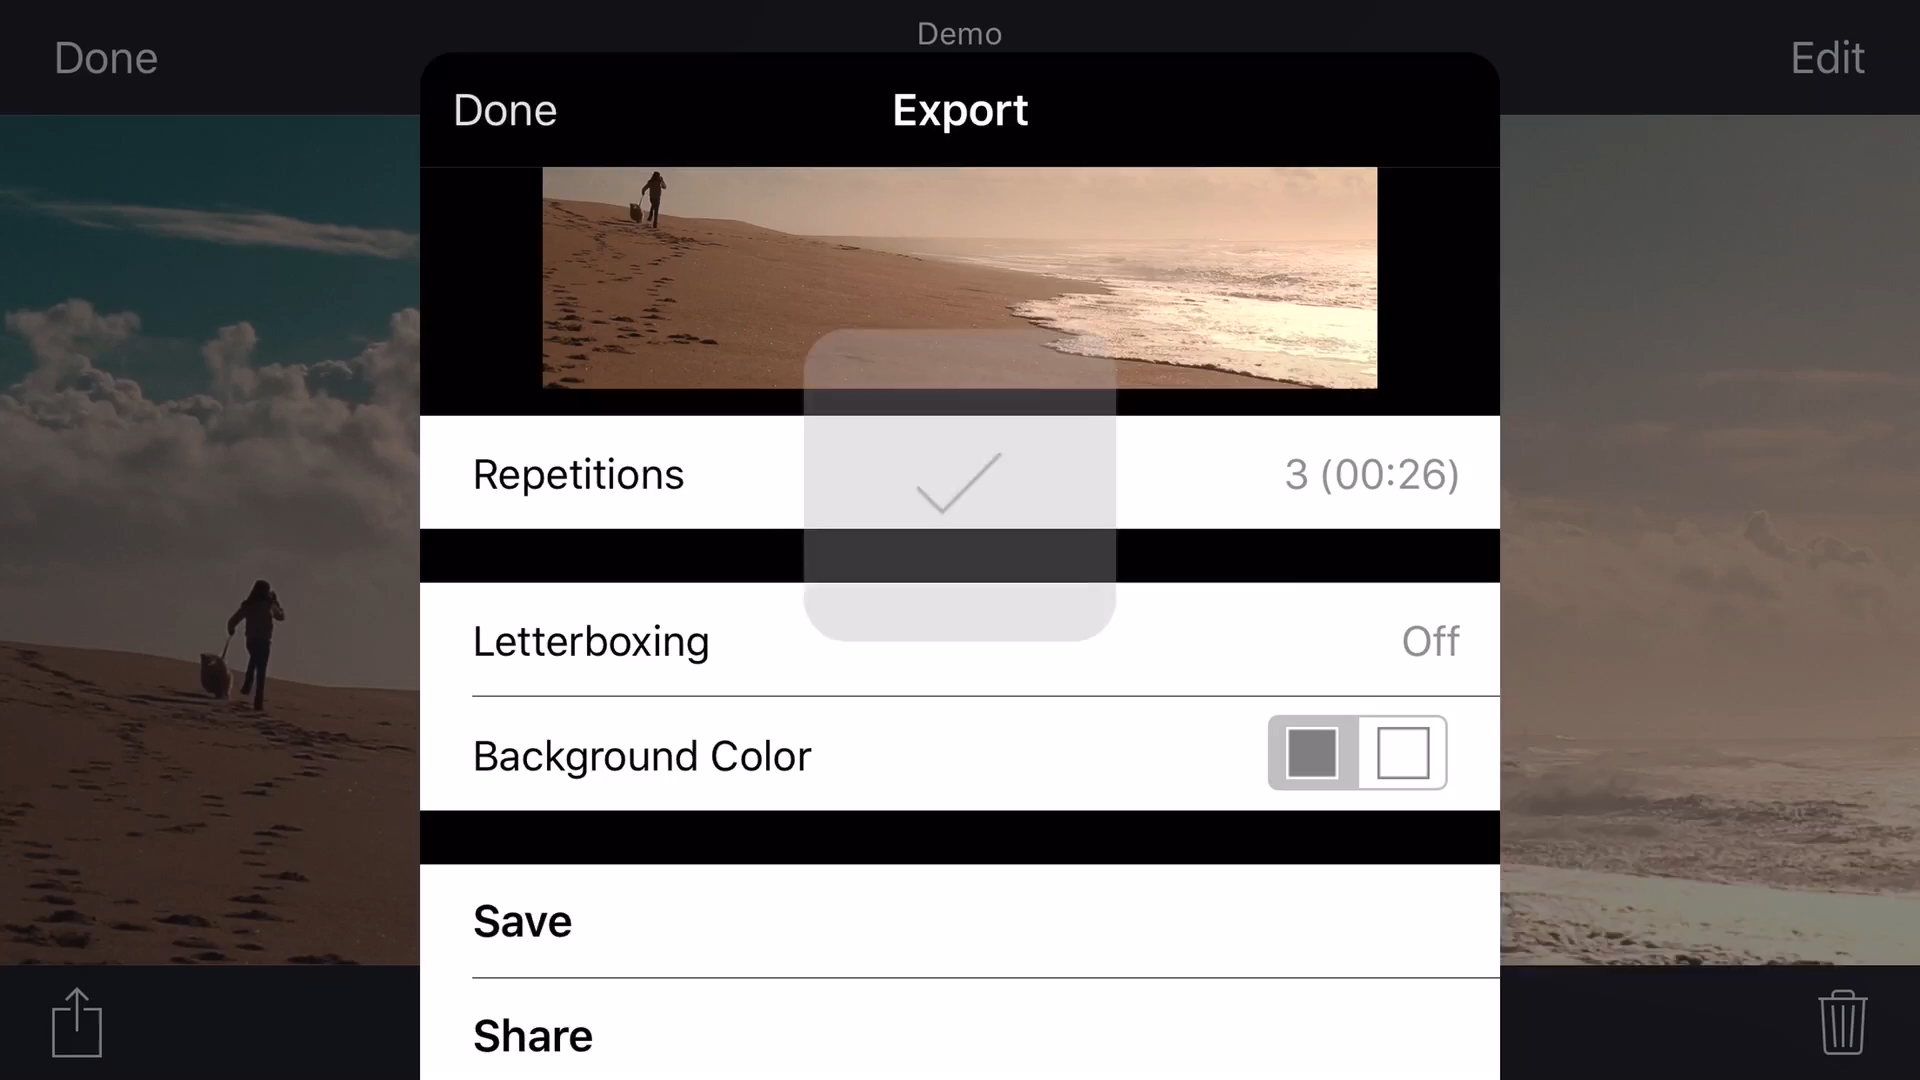 Demo
Done
Edit
Done
Export
Repetitions
3 (00:26)
Letterboxing
Off
Background Color
Save
Share